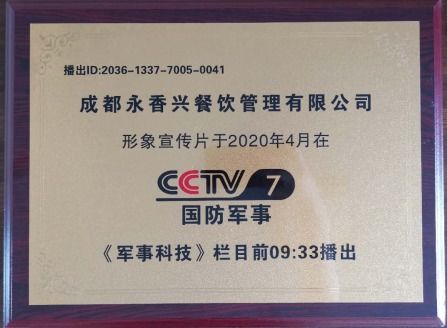 播出ID:2036-1337-7005-0041
成都永香兴餐饮管理有限公司
形象宣传片于2020年4月在
CCTV 7
国防军事
《军事科技》栏目前09:33播出